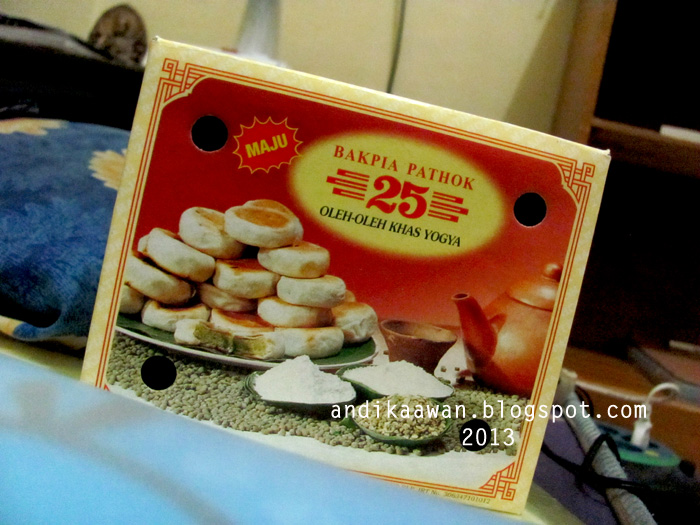 MAJU
BAKPIA PATHOK
25
OLEH-OLEH KHAS YOGYA
andikaawan.blogspot.com
2013